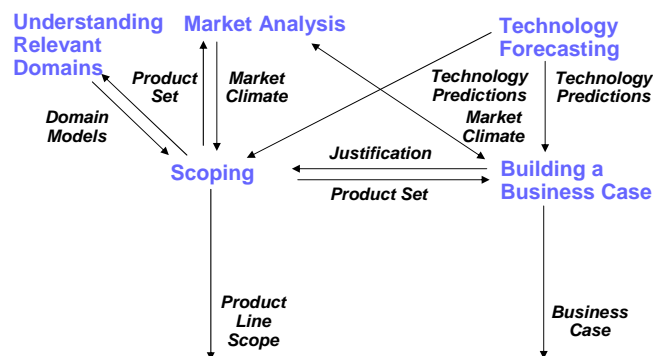 Understanding
Relevant
Domains
Market Analysis
Technology
Forecasting
Product
Set
Market
Climate
Technology
Predictions
Technology
Predictions
Domain
Models
Market
Climate
Justification
Scoping
Building a
Business Case
Product Set
Product
Line
Scope
Business
Case